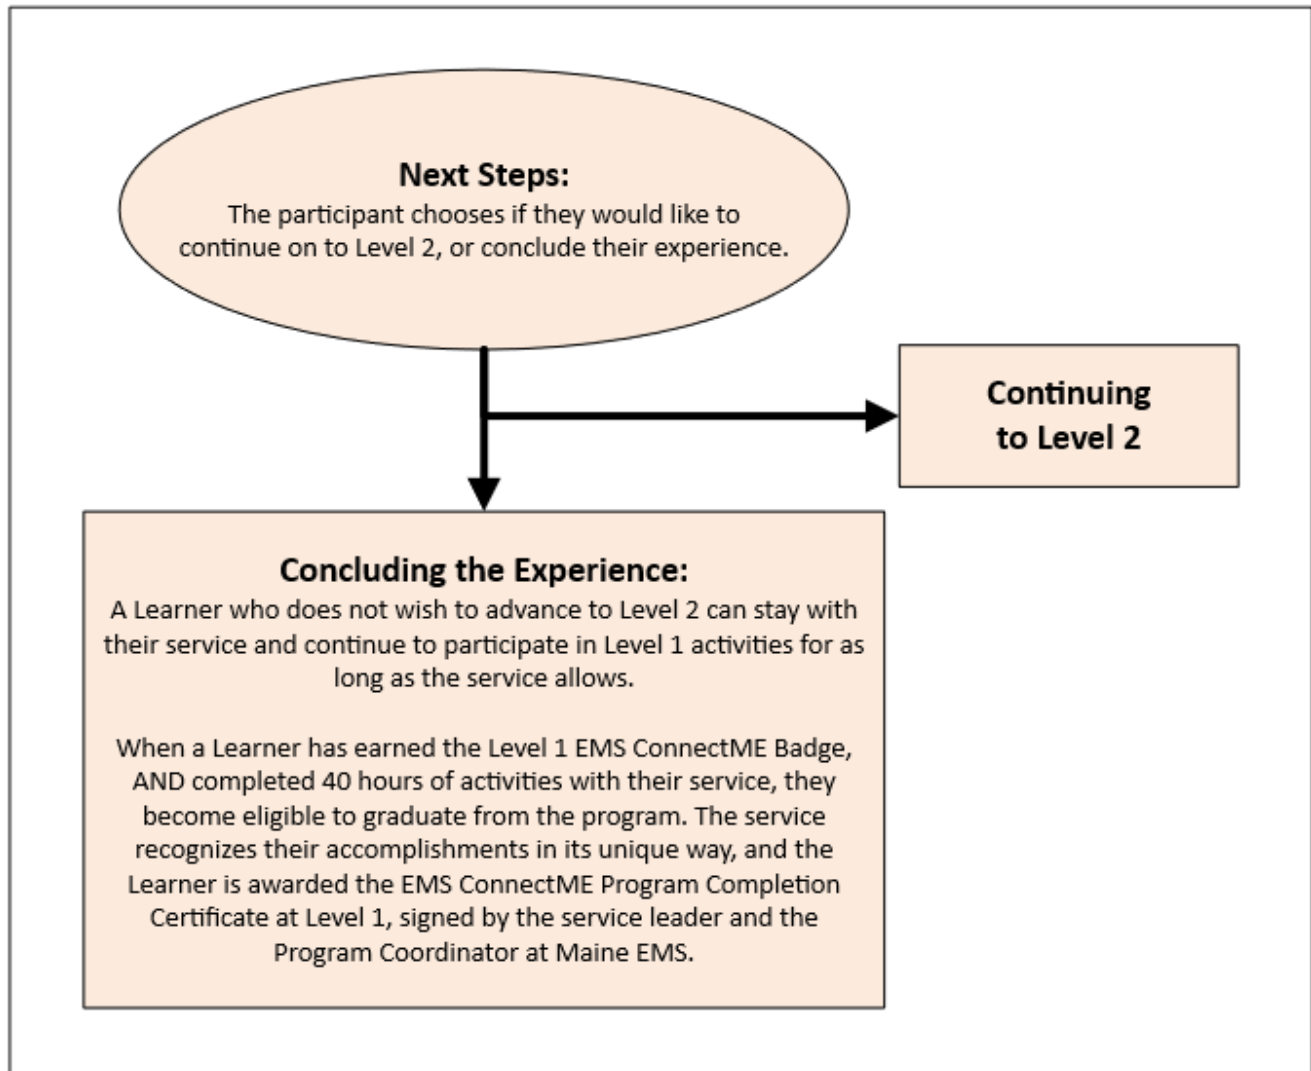 Next Steps:
The participant chooses if they would like to
continue on to Level 2, or conclude their experience.
Continuing
to Level 2
Concluding the Experience:
A Learner who does not wish to advance to Level 2 can stay with
their service and continue to participate in Level 1 activities for as
long as the service allows.
When a Learner has earned the Level 1 EMS ConnectME Badge,
AND completed 40 hours of activities with their service, they
become eligible to graduate from the program. The service
recognizes their accomplishments in its unique way, and the
Learner is awarded the EMS ConnectME Program Completion
Certificate at Level 1, signed by the service leader and the
Program Coordinator at Maine EMS.